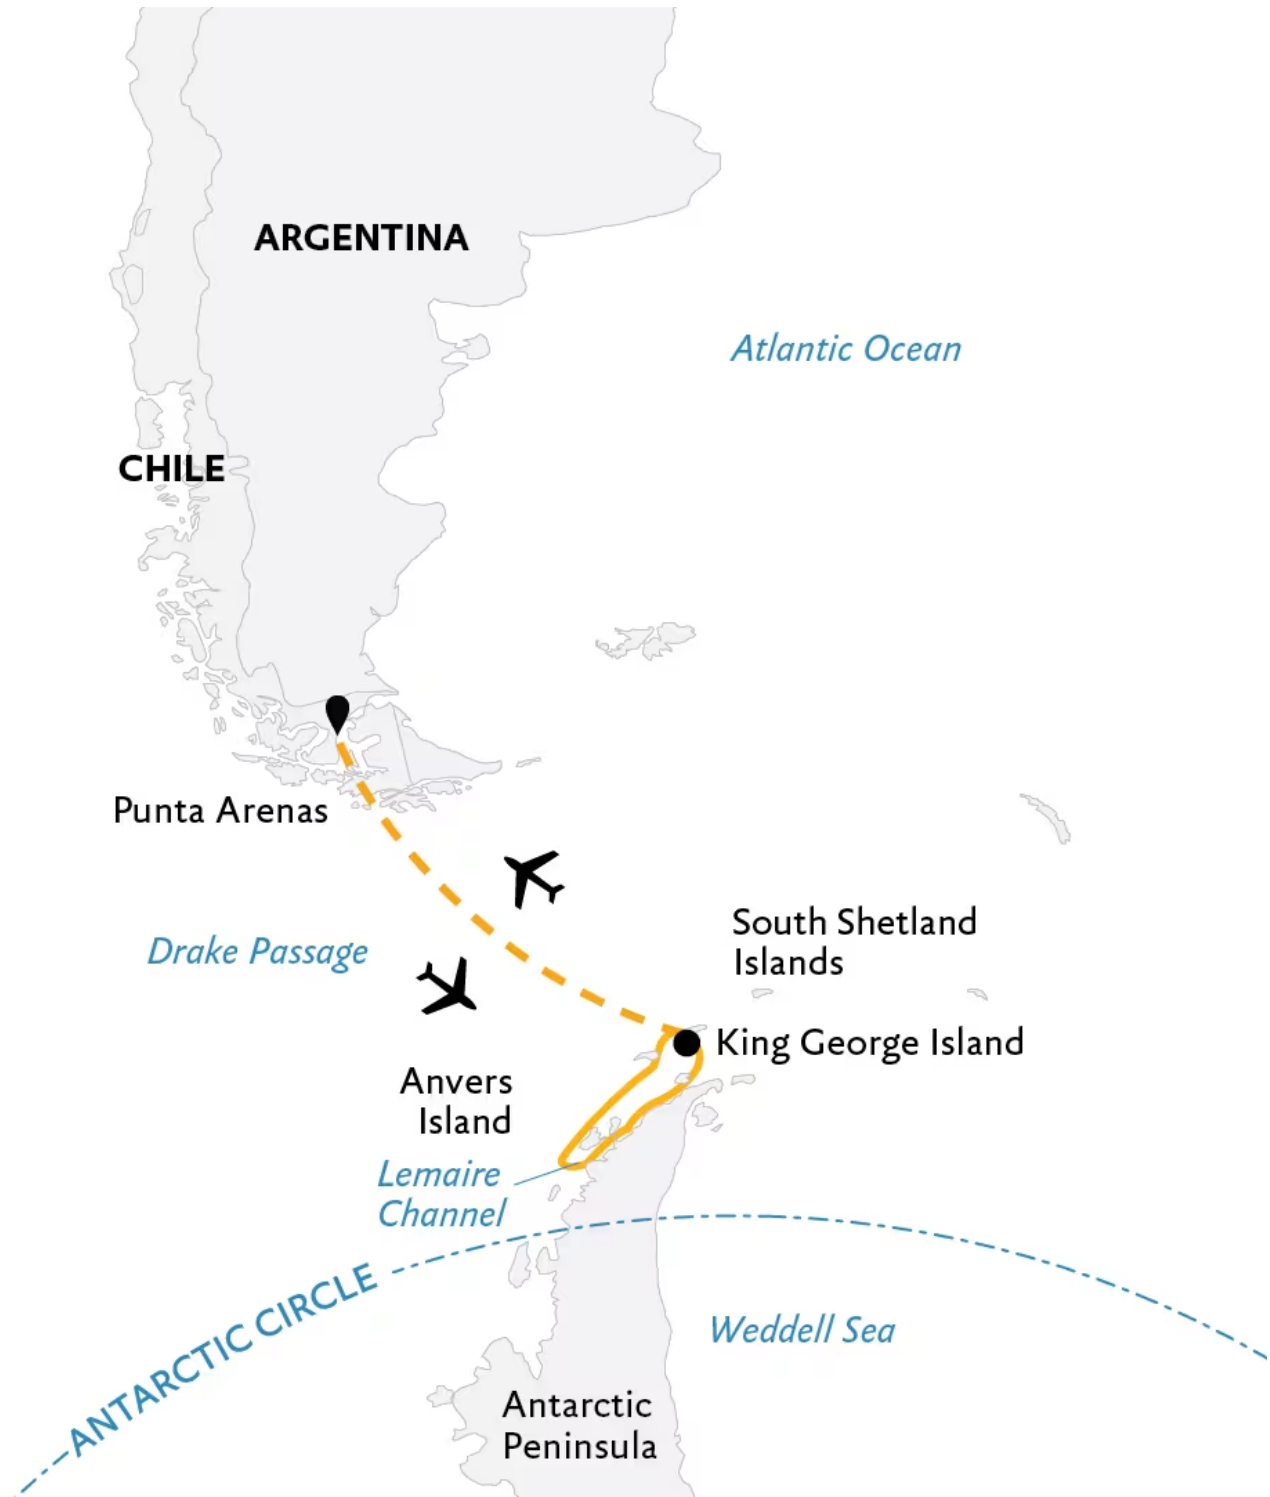 ARGENTINA
Atlantic Ocean
CHILE
Punta Arenas
South Shetland
Islands
Drake Passage
King George Island
Anvers
Island
Lemaire
Channel
ANTARCTIC CIRCLE
Weddell Sea
Antarctic
Peninsula